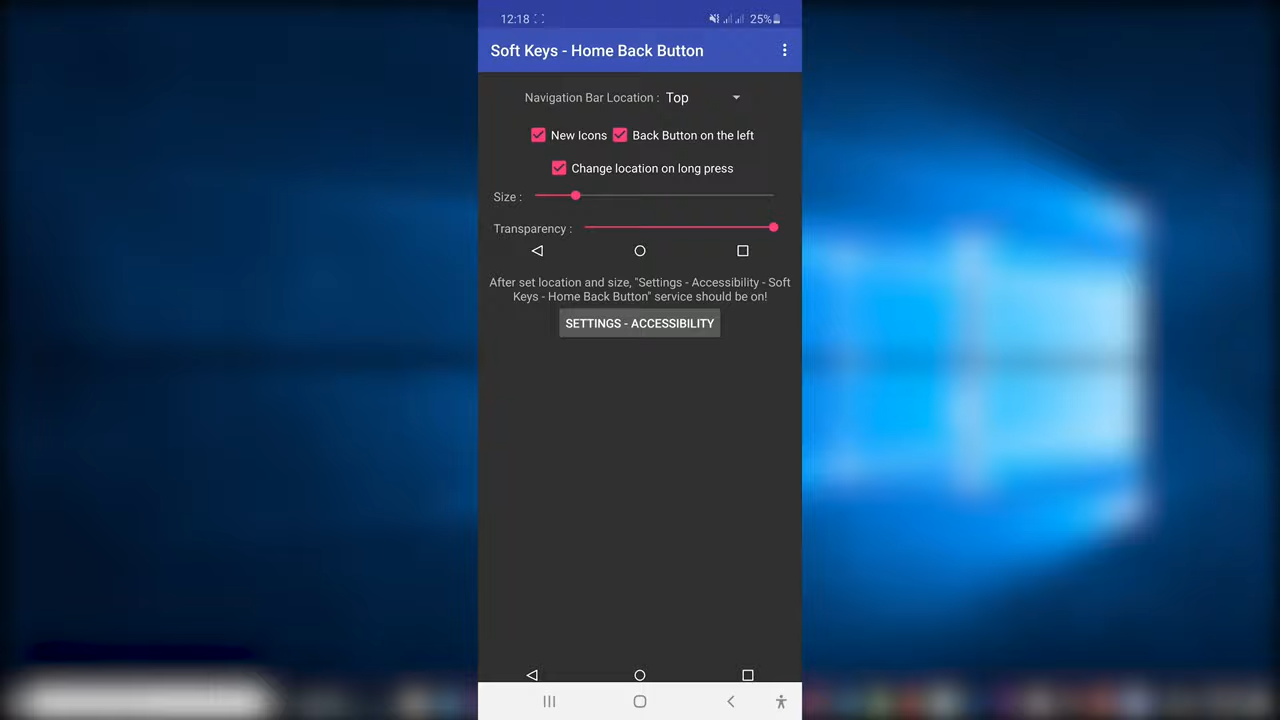 12:18
25%
Soft Keys - Home Back Button
Navigation Bar Location : Top
New Icons Back Button on the left
Change location on long press
Size :
Transparency :
After set location and size, "Settings - Accessibility - Soft
Keys - Home Back Button" service should be on!
SETTINGS - ACCESSIBILITY